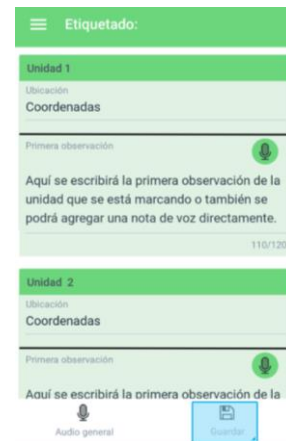 Etiquetado:
Unidad 1
Ubicación
Coordenadas
Primera observación
Aquí se escribirá la primera observación de la
unidad que se está marcando o también se
podrá agregar una nota de voz directamente.
110/120
Unidad 2
Ubicación
Coordenadas
Primera observación
Aquí se escribirá la primera observación de la
Audio general
Guardar